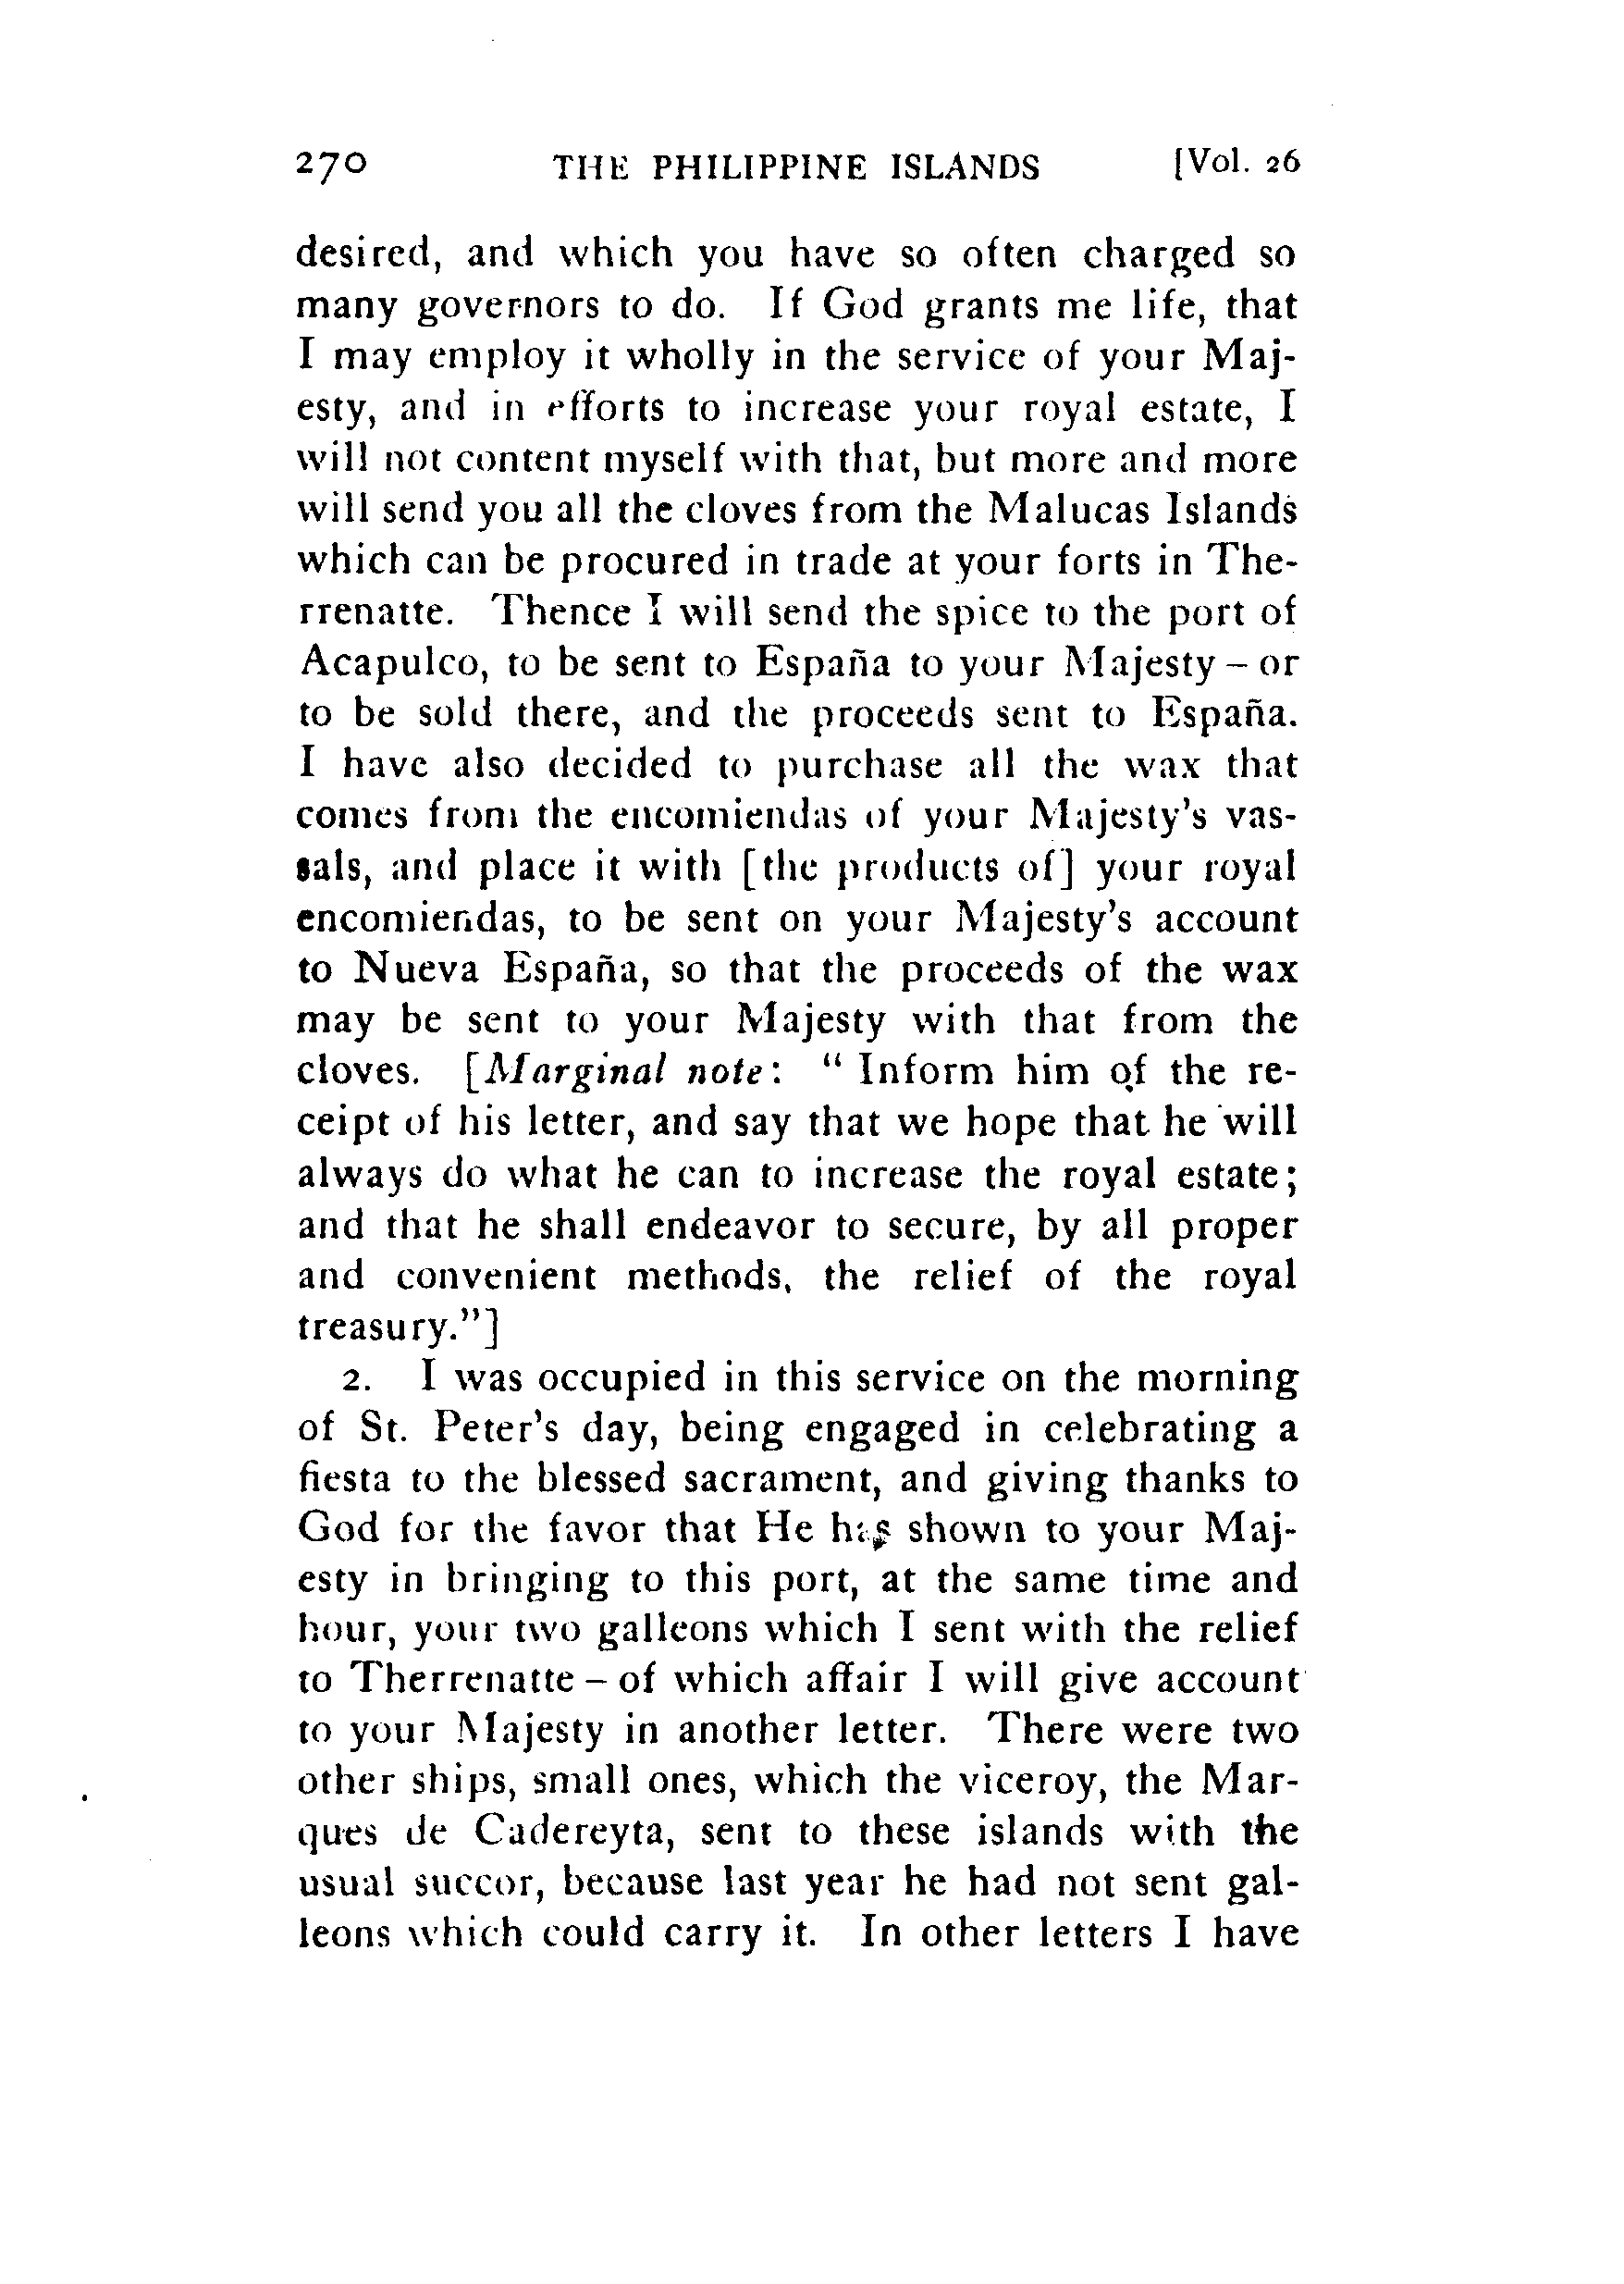 270 THE PHILIPPINE ISLANDS [Vol. 26
desired, and which you have so often charged so
many governors to do. If God grants me life, that
I may employ it wholly in the service of your Maj-
esty, and in efforts to increase your royal estate, I
will not content myself with that, but more and more
will send you all the cloves from the Malucas Islands
which can be procured in trade at your forts in The-
rrenatte. Thence I will send the spice to the port of
Acapulco, to be sent to España to your Majesty – or
to be sold there, and the proceeds sent to España.
I have also decided to purchase all the wax that
comes from the encomiendas of your Majesty's vas-
sals, and place it with [the products of] your royal
encomiendas, to be sent on your Majesty's account
to Nueva España, so that the proceeds of the wax
may be sent to your Majesty with that from the
cloves. [Marginal note: " Inform him of the re-
ceipt of his letter, and say that we hope that he will
always do what he can to increase the royal estate;
and that he shall endeavor to secure, by all proper
and convenient methods, the relief of the royal
treasury."]
2. I was occupied in this service on the morning
of St. Peter's day, being engaged in celebrating a
fiesta to the blessed sacrament, and giving thanks to
God for the favor that He has shown to your Maj-
esty in bringing to this port, at the same time and
hour, your two galleons which I sent with the relief
to Therrenatte – of which affair I will give account
to your Majesty in another letter. There were two
other ships, small ones, which the viceroy, the Mar-
ques de Cadereyta, sent to these islands with the
usual succor, because last year he had not sent gal-
leons which could carry it. In other letters I have